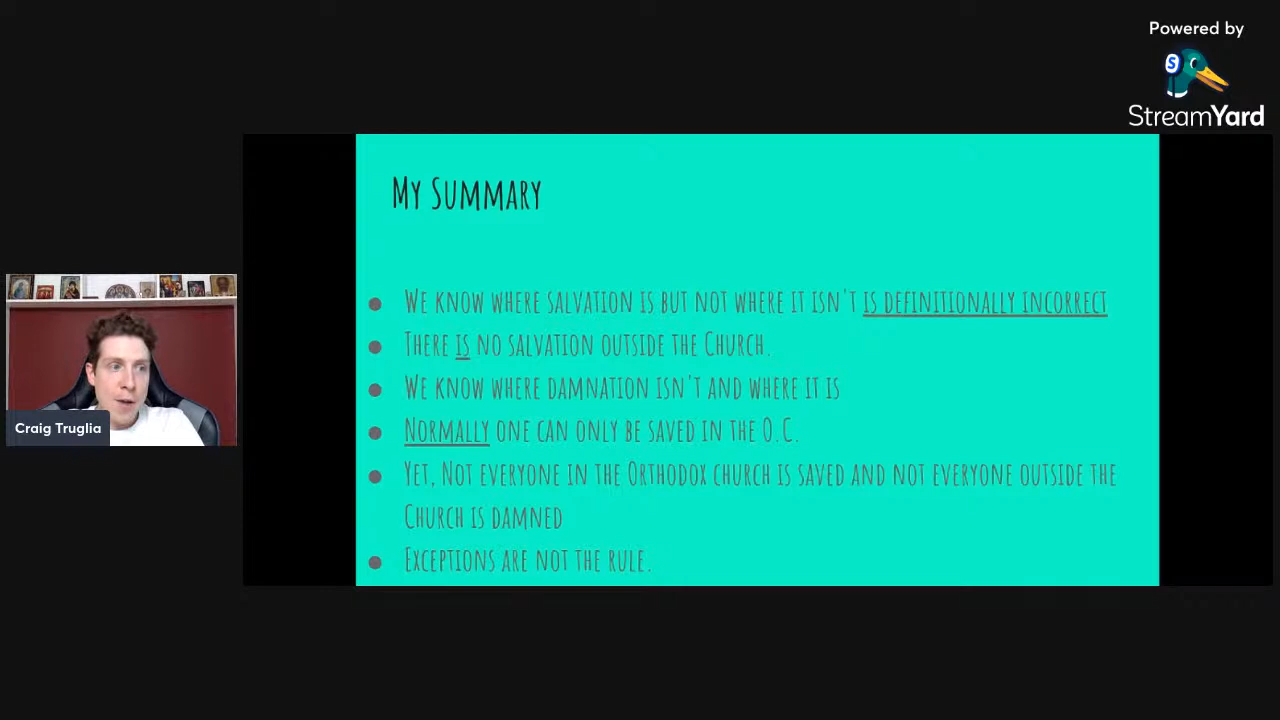 Powered by
S
StreamYard
My Summary
We know where salvation is but not where it isn't is definitionally incorrect
There is no salvation outside the Church.
We know where damnation isn't and where it is
Normally one can only be saved in the O.C.
Yet, Not everyone in the Orthodox church is saved and not everyone outside the
Church is damned
Exceptions are not the rule.
Craig Truglia